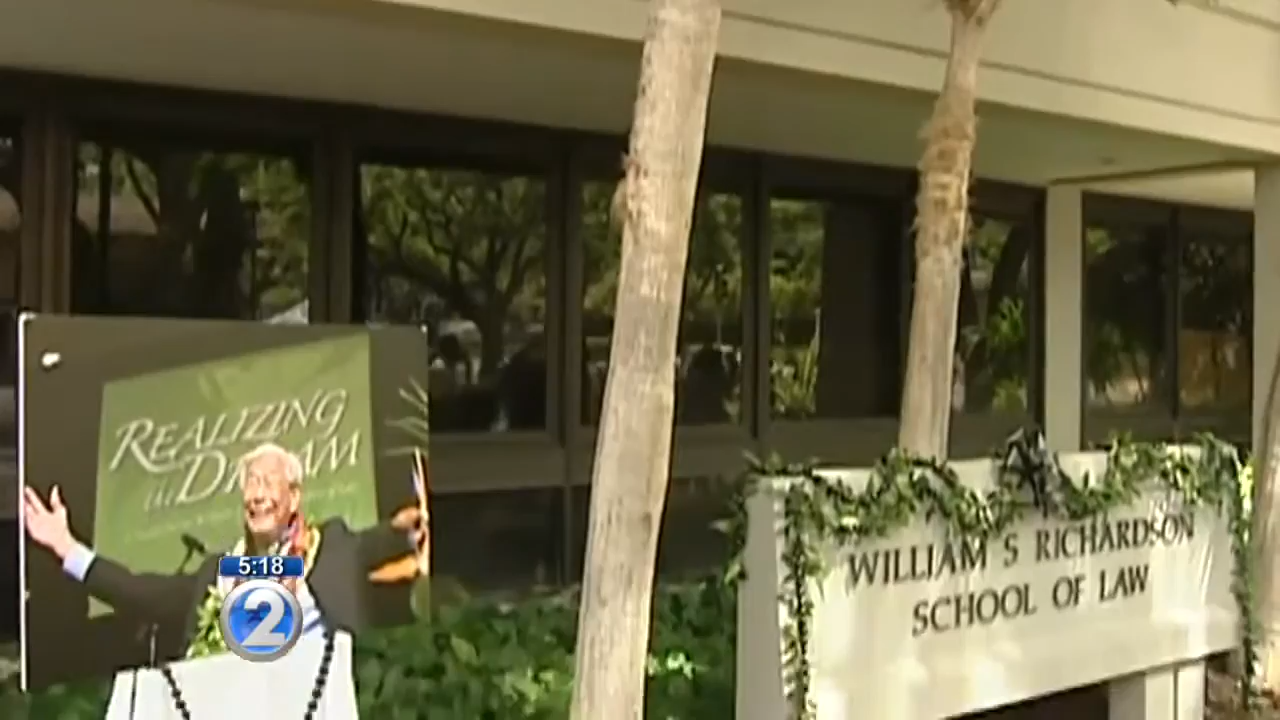 REALIZING
the DREAM
5:18
2
WILLIAM S RICHARDSON
SCHOOL OF LAW